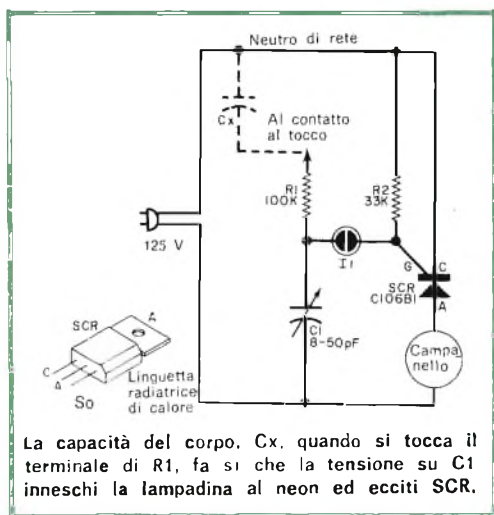 Neutro di rete
Cx
Al contatto
al tocco
R1
100K
R2
33K
125 V
I1
G
C
SCR
C106B1
A
C1
8-50pF
Campa
nello
SCR
A
C
A
So
Linguetta
radiatrice
di calore
La capacità del corpo, Cx, quando si tocca il
terminale di R1, fa si che la tensione su C1
inneschi la lampadina al neon ed ecciti SCR.